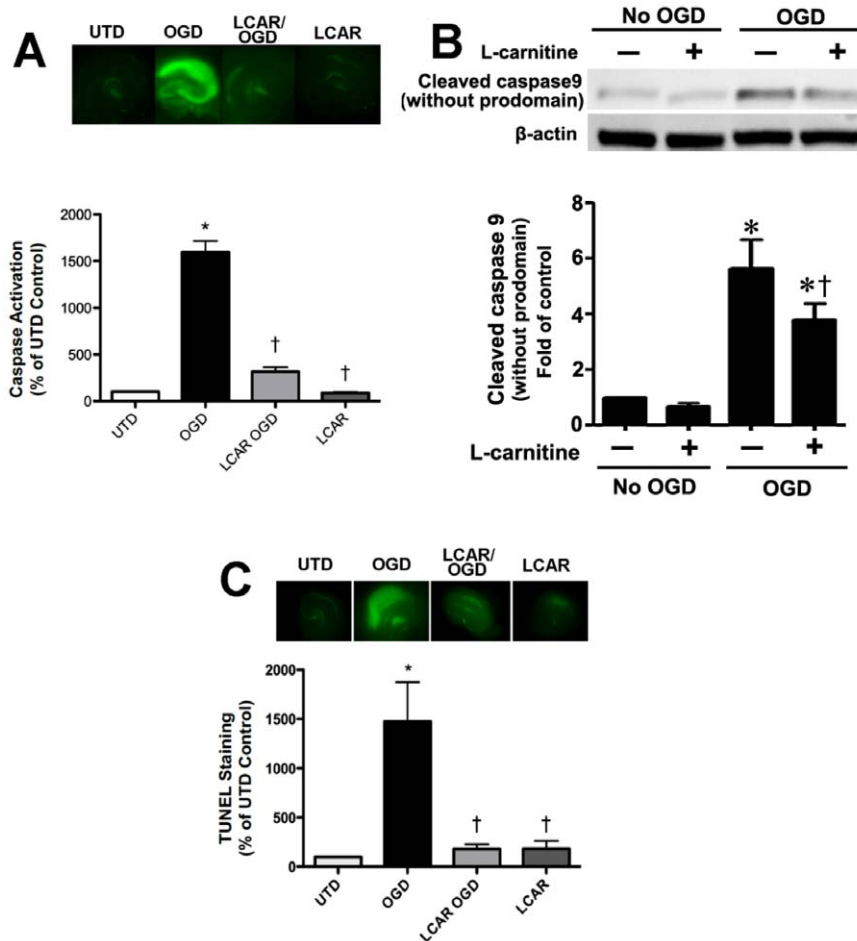 A
UTD OGD LCAR/OGD LCAR
Caspase Activation
(% of UTD Control)
2000
1500
1000
500
0
*
†
†
UTD OGD LCAR OGD LCAR
B
No OGD OGD
L-carnitine − + − +
Cleaved caspase9
(without prodomain)
β-actin
Cleaved caspase 9
(without prodomain)
Fold of control
8
6
4
2
0
*
*†
L-carnitine − + − +
No OGD OGD
C
UTD OGD LCAR/OGD LCAR
TUNEL Staining
(% of UTD Control)
2000
1500
1000
500
0
*
†
†
UTD OGD LCAR OGD LCAR